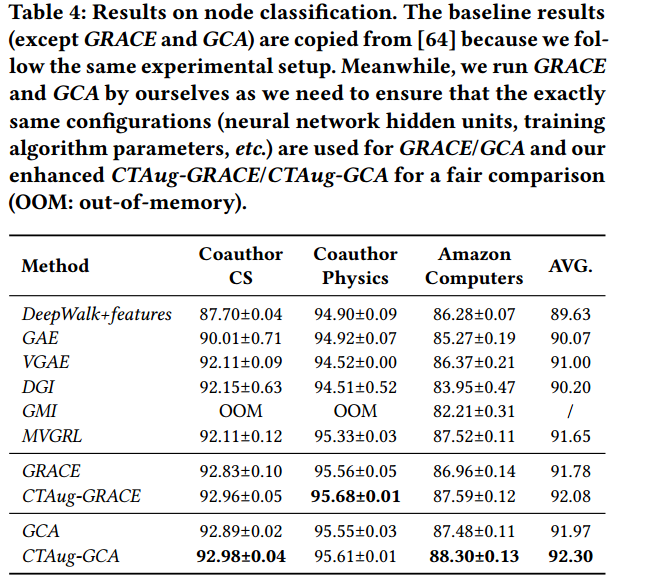 Table 4: Results on node classification. The baseline results
(except GRACE and GCA) are copied from [64] because we fol-
low the same experimental setup. Meanwhile, we run GRACE
and GCA by ourselves as we need to ensure that the exactly
same configurations (neural network hidden units, training
algorithm parameters, etc.) are used for GRACE/GCA and our
enhanced CTAug-GRACE/CTAug-GCA for a fair comparison
(OOM: out-of-memory).
Method Coauthor CS Coauthor Physics Amazon Computers AVG.
DeepWalk+features 87.70±0.04 94.90±0.09 86.28±0.07 89.63
GAE 90.01±0.71 94.92±0.07 85.27±0.19 90.07
VGAE 92.11±0.09 94.52±0.00 86.37±0.21 91.00
DGI 92.15±0.63 94.51±0.52 83.95±0.47 90.20
GMI OOM OOM 82.21±0.31 /
MVGRL 92.11±0.12 95.33±0.03 87.52±0.11 91.65
GRACE 92.83±0.10 95.56±0.05 86.96±0.14 91.78
CTAug-GRACE 92.96±0.05 95.68±0.01 87.59±0.12 92.08
GCA 92.89±0.02 95.55±0.03 87.48±0.11 91.97
CTAug-GCA 92.98±0.04 95.61±0.01 88.30±0.13 92.30